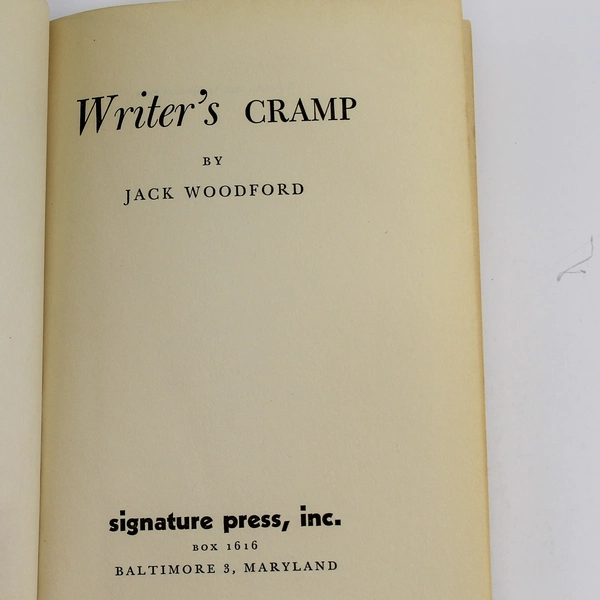 Writer's CRAMP
BY
JACK WOODFORD
signature press, inc.
BOX 1616
BALTIMORE 3, MARYLAND